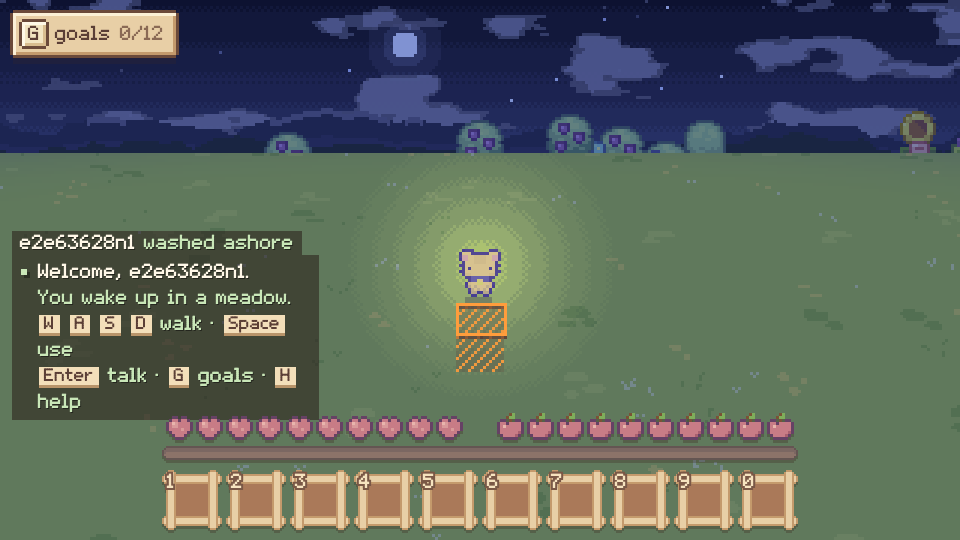 G goals 0/12
e2e63628n1 washed ashore
Welcome, e2e63628n1.
You wake up in a meadow.
W A S D walk · Space
use
Enter talk · G goals · H
help
1 2 3 4 5 6 7 8 9 0